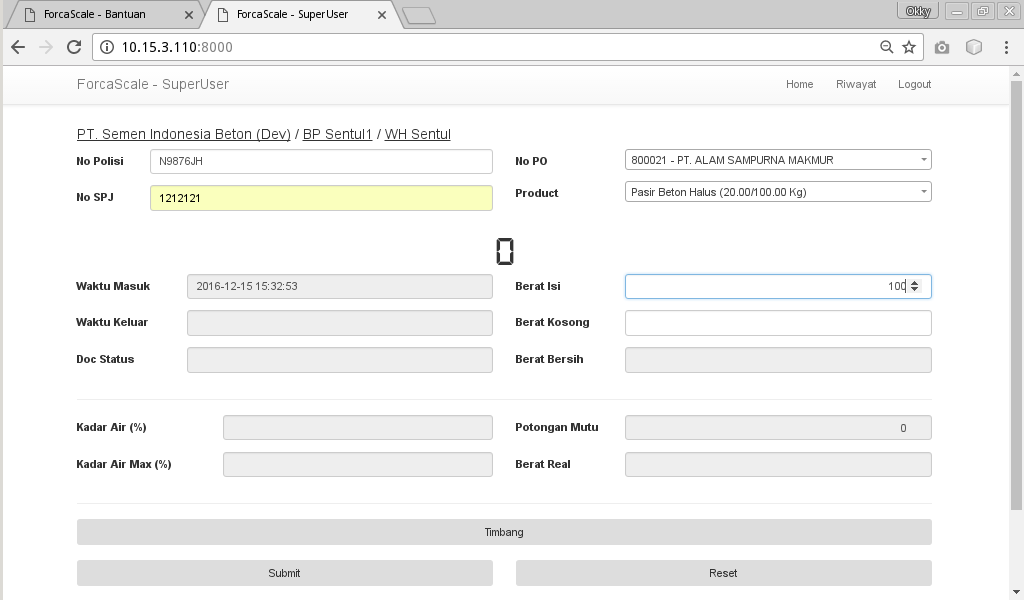 ForcaScale - Bantuan
ForcaScale - SuperUser
Okky
10.15.3.110:8000
ForcaScale - SuperUser
Home Riwayat Logout
PT. Semen Indonesia Beton (Dev) / BP Sentul1 / WH Sentul
No Polisi N9876JH No PO 800021 - PT. ALAM SAMPURNA MAKMUR
No SPJ 1212121 Product Pasir Beton Halus (20.00/100.00 Kg)
0
Waktu Masuk 2016-12-15 15:32:53 Berat Isi 100
Waktu Keluar Berat Kosong
Doc Status Berat Bersih
Kadar Air (%) Potongan Mutu 0
Kadar Air Max (%) Berat Real
Timbang
Submit Reset